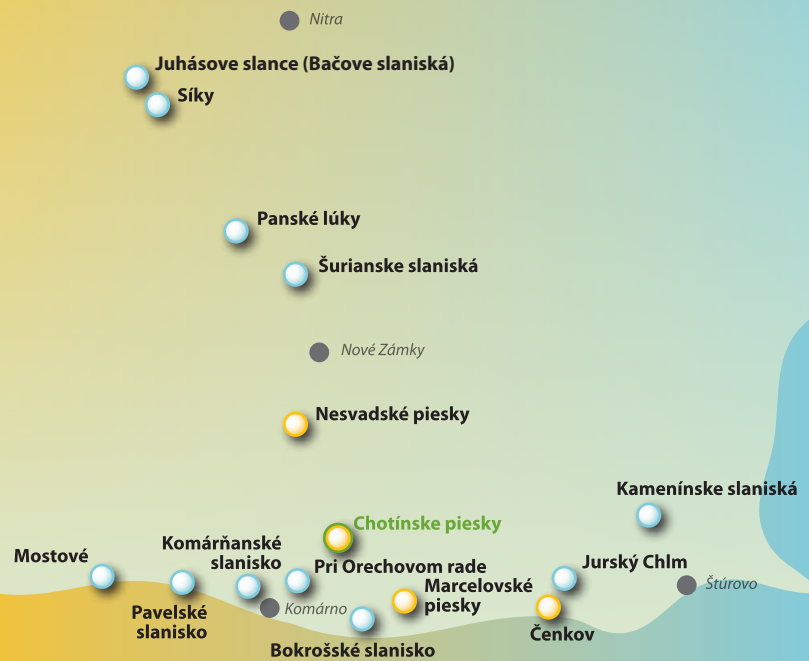 Nitra
Juhásove slance (Bačove slaniská)
Síky
Panské lúky
Šurianske slaniská
Nové Zámky
Nesvadské piesky
Kamenínske slaniská
Chotínske piesky
Mostové
Komárňanské
slanisko
Pri Orechovom rade
Jurský Chlm
Marcelovské
piesky
Štúrovo
Pavelské
slanisko
Komárno
Čenkov
Bokrošské slanisko